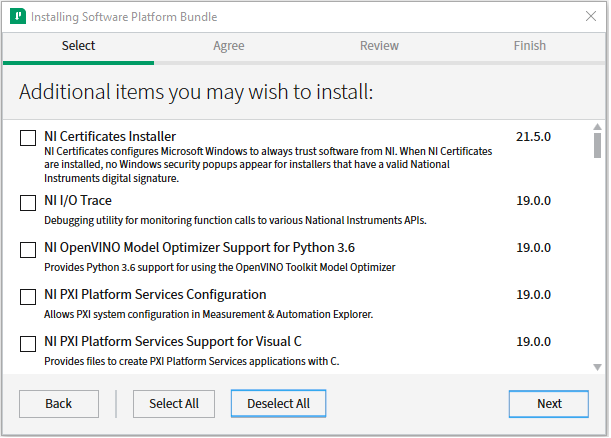 Installing Software Platform Bundle
Select
Agree
Review
Finish
Additional items you may wish to install:
NI Certificates Installer 21.5.0
NI Certificates configures Microsoft Windows to always trust software from NI. When NI Certificates
are installed, no Windows security popups appear for installers that have a valid National
Instruments digital signature.
NI I/O Trace 19.0.0
Debugging utility for monitoring function calls to various National Instruments APIs.
NI OpenVINO Model Optimizer Support for Python 3.6 19.0.0
Provides Python 3.6 support for using the OpenVINO Toolkit Model Optimizer
NI PXI Platform Services Configuration 19.0.0
Allows PXI system configuration in Measurement & Automation Explorer.
NI PXI Platform Services Support for Visual C 19.0.0
Provides files to create PXI Platform Services applications with C.
Back
Select All
Deselect All
Next